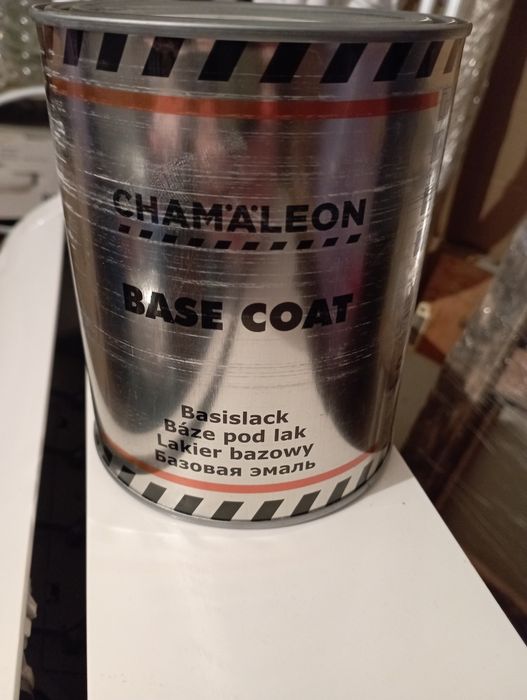 CHAMÄLEON
BASE COAT
Basislack
Báze pod lak
Lakier bazowy
Базовая эмаль